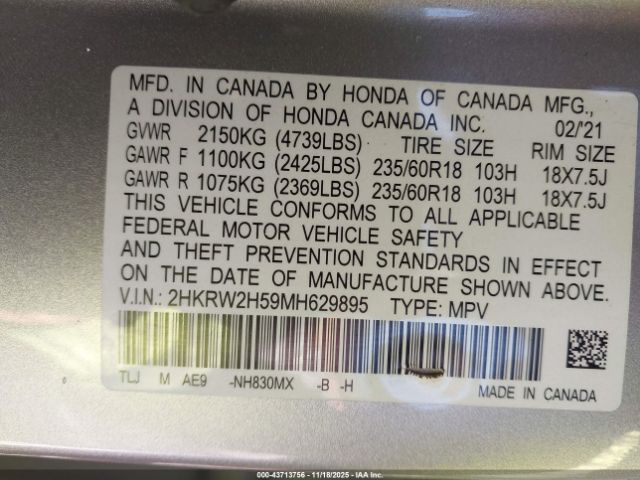 MFD. IN CANADA BY HONDA OF CANADA MFG.,
A DIVISION OF HONDA CANADA INC. 02/'21
GVWR 2150KG (4739LBS) TIRE SIZE RIM SIZE
GAWR F 1100KG (2425LBS) 235/60R18 103H 18X7.5J
GAWR R 1075KG (2369LBS) 235/60R18 103H 18X7.5J
THIS VEHICLE CONFORMS TO ALL APPLICABLE
FEDERAL MOTOR VEHICLE SAFETY
AND THEFT PREVENTION STANDARDS IN EFFECT
ON THE DATE OF MANUFACTURE SHOWN ABOVE.
V.I.N.: 2HKRW2H59MH629895 TYPE: MPV
TLJ M AE9 -NH830MX -B -H MADE IN CANADA
000-43713756 - 11/18/2025 - IAA Inc.